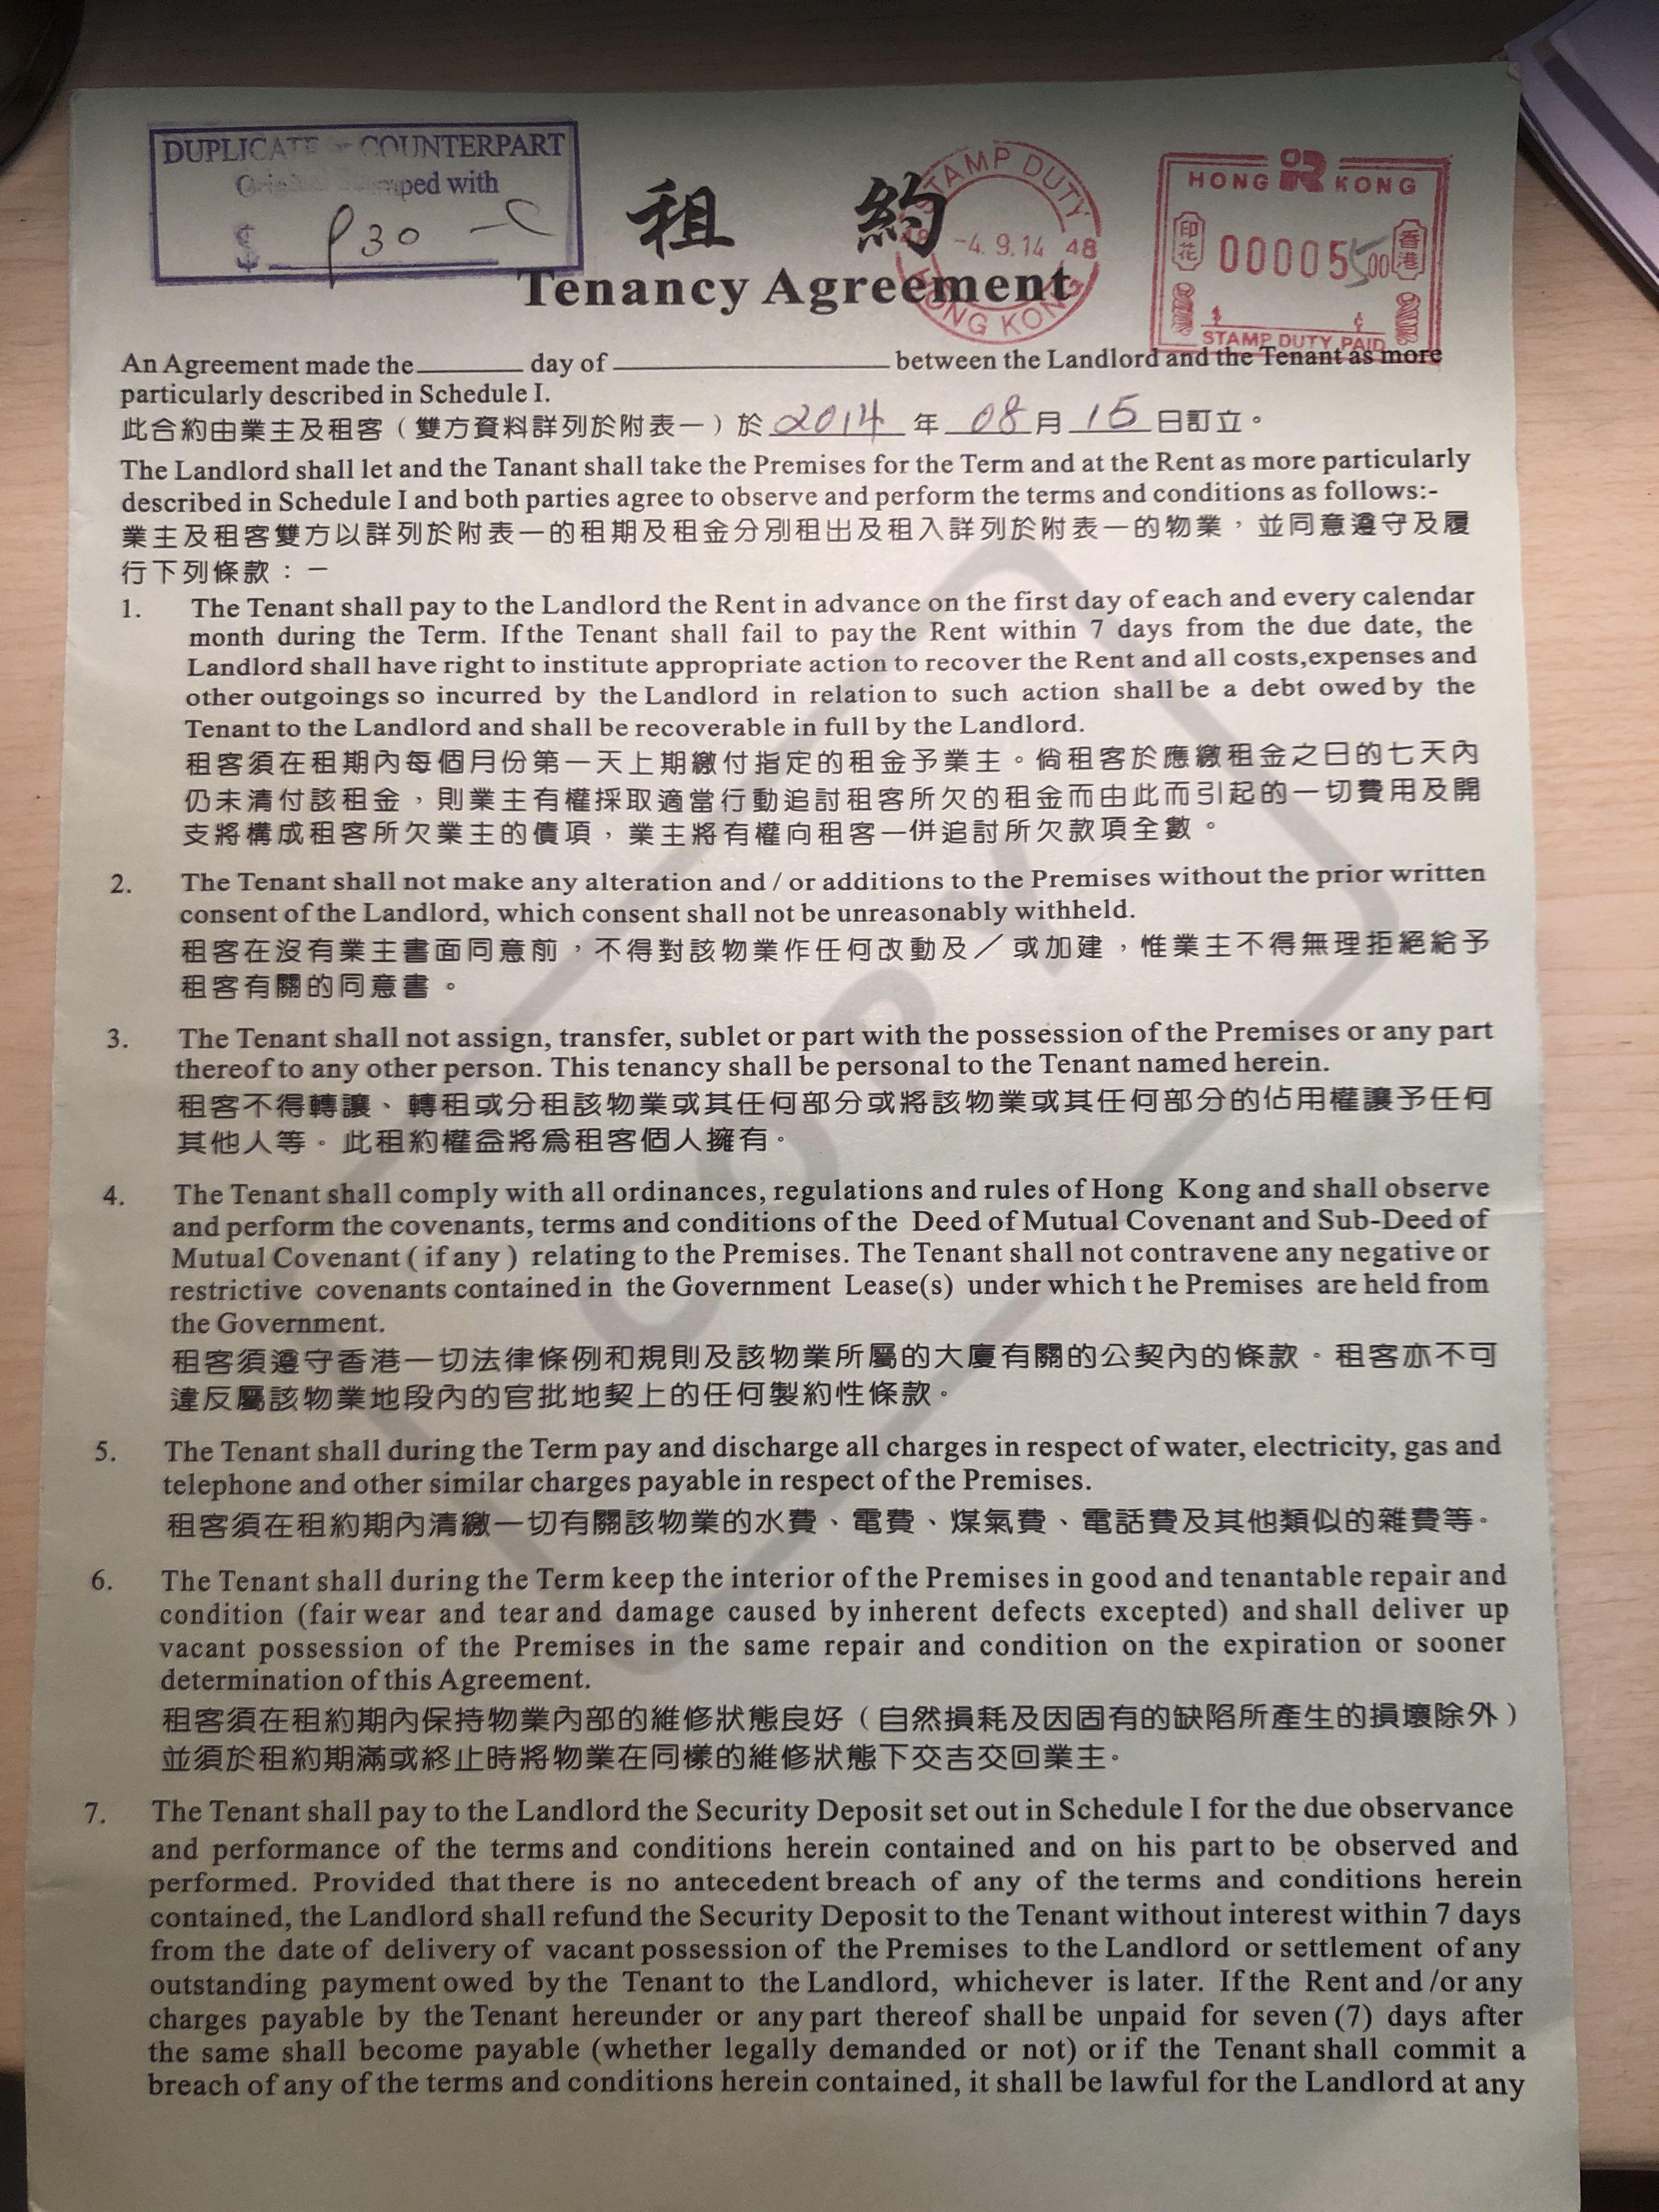 DUPLICATE or COUNTERPART
Original Stamped with
$ 930 -
租 約
Tenancy Agreement
STAMP DUTY
48 -4. 9. 14 48
HONG KONG
HONG KONG
印花 00005 00 香港
$ ¢
STAMP DUTY PAID
An Agreement made the ______ day of ______________ between the Landlord and the Tenant as more
particularly described in Schedule I.
此合約由業主及租客（雙方資料詳列於附表一）於 2014 年 08 月 15 日訂立。
The Landlord shall let and the Tanant shall take the Premises for the Term and at the Rent as more particularly
described in Schedule I and both parties agree to observe and perform the terms and conditions as follows:-
業主及租客雙方以詳列於附表一的租期及租金分別租出及租入詳列於附表一的物業，並同意遵守及履
行下列條款：－
1. The Tenant shall pay to the Landlord the Rent in advance on the first day of each and every calendar
month during the Term. If the Tenant shall fail to pay the Rent within 7 days from the due date, the
Landlord shall have right to institute appropriate action to recover the Rent and all costs,expenses and
other outgoings so incurred by the Landlord in relation to such action shall be a debt owed by the
Tenant to the Landlord and shall be recoverable in full by the Landlord.
租客須在租期內每個月份第一天上期繳付指定的租金予業主。倘租客於應繳租金之日的七天內
仍未清付該租金，則業主有權採取適當行動追討租客所欠的租金而由此而引起的一切費用及開
支將構成租客所欠業主的債項，業主將有權向租客一併追討所欠款項全數。
2. The Tenant shall not make any alteration and / or additions to the Premises without the prior written
consent of the Landlord, which consent shall not be unreasonably withheld.
租客在沒有業主書面同意前，不得對該物業作任何改動及／或加建，惟業主不得無理拒絕給予
租客有關的同意書。
3. The Tenant shall not assign, transfer, sublet or part with the possession of the Premises or any part
thereof to any other person. This tenancy shall be personal to the Tenant named herein.
租客不得轉讓、轉租或分租該物業或其任何部分或將該物業或其任何部分的佔用權讓予任何
其他人等。此租約權益將爲租客個人擁有。
4. The Tenant shall comply with all ordinances, regulations and rules of Hong Kong and shall observe
and perform the covenants, terms and conditions of the Deed of Mutual Covenant and Sub-Deed of
Mutual Covenant ( if any ) relating to the Premises. The Tenant shall not contravene any negative or
restrictive covenants contained in the Government Lease(s) under which t he Premises are held from
the Government.
租客須遵守香港一切法律條例和規則及該物業所屬的大廈有關的公契內的條款。租客亦不可
違反屬該物業地段內的官批地契上的任何製約性條款。
5. The Tenant shall during the Term pay and discharge all charges in respect of water, electricity, gas and
telephone and other similar charges payable in respect of the Premises.
租客須在租約期內清繳一切有關該物業的水費、電費、煤氣費、電話費及其他類似的雜費等。
6. The Tenant shall during the Term keep the interior of the Premises in good and tenantable repair and
condition (fair wear and tear and damage caused by inherent defects excepted) and shall deliver up
vacant possession of the Premises in the same repair and condition on the expiration or sooner
determination of this Agreement.
租客須在租約期內保持物業內部的維修狀態良好（自然損耗及因固有的缺陷所產生的損壞除外）
並須於租約期滿或終止時將物業在同樣的維修狀態下交吉交回業主。
7. The Tenant shall pay to the Landlord the Security Deposit set out in Schedule I for the due observance
and performance of the terms and conditions herein contained and on his part to be observed and
performed. Provided that there is no antecedent breach of any of the terms and conditions herein
contained, the Landlord shall refund the Security Deposit to the Tenant without interest within 7 days
from the date of delivery of vacant possession of the Premises to the Landlord or settlement of any
outstanding payment owed by the Tenant to the Landlord, whichever is later. If the Rent and /or any
charges payable by the Tenant hereunder or any part thereof shall be unpaid for seven (7) days after
the same shall become payable (whether legally demanded or not) or if the Tenant shall commit a
breach of any of the terms and conditions herein contained, it shall be lawful for the Landlord at any
COPY